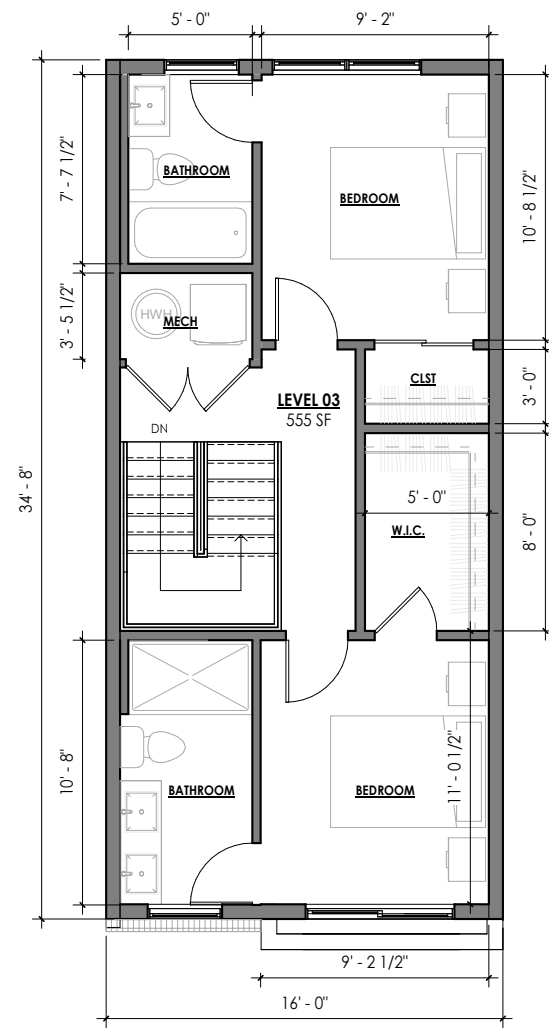 5' - 0"
9' - 2"
7' - 7 1/2"
BATHROOM
BEDROOM
10' - 8 1/2"
3' - 5 1/2"
HWH
MECH
CLST
3' - 0"
LEVEL 03
555 SF
DN
34' - 8"
5' - 0"
W.I.C.
8' - 0"
10' - 8"
BATHROOM
BEDROOM
11' - 0 1/2"
9' - 2 1/2"
16' - 0"